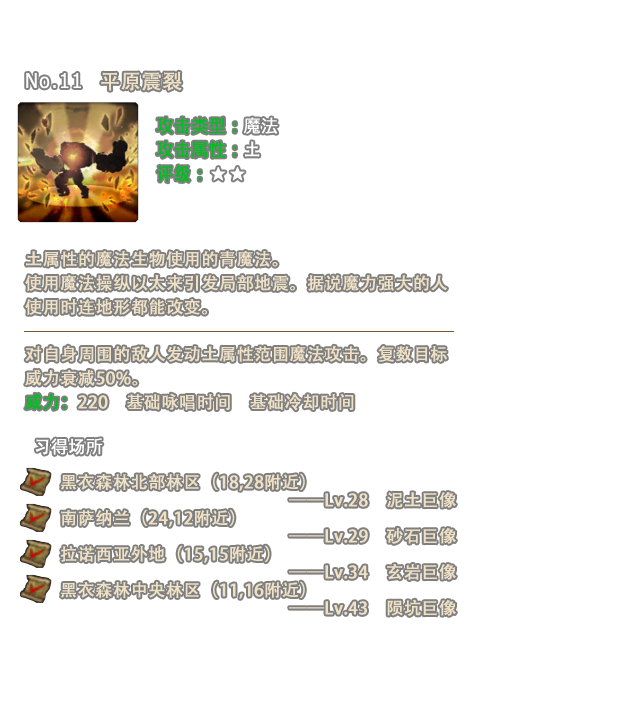 No.11 平原震裂
攻击类型：魔法
攻击属性：土
评级：☆☆
土属性的魔法生物使用的青魔法。
使用魔法操纵以太来引发局部地震。据说魔力强大的人
使用时连地形都能改变。
对自身周围的敌人发动土属性范围魔法攻击。复数目标
威力衰减50%。
威力：220 基础咏唱时间 基础冷却时间
习得场所
黑衣森林北部林区（18,28附近）
——Lv.28 泥土巨像
南萨纳兰（24,12附近）
——Lv.29 砂石巨像
拉诺西亚外地（15,15附近）
——Lv.34 玄岩巨像
黑衣森林中央林区（11,16附近）
——Lv.43 陨坑巨像